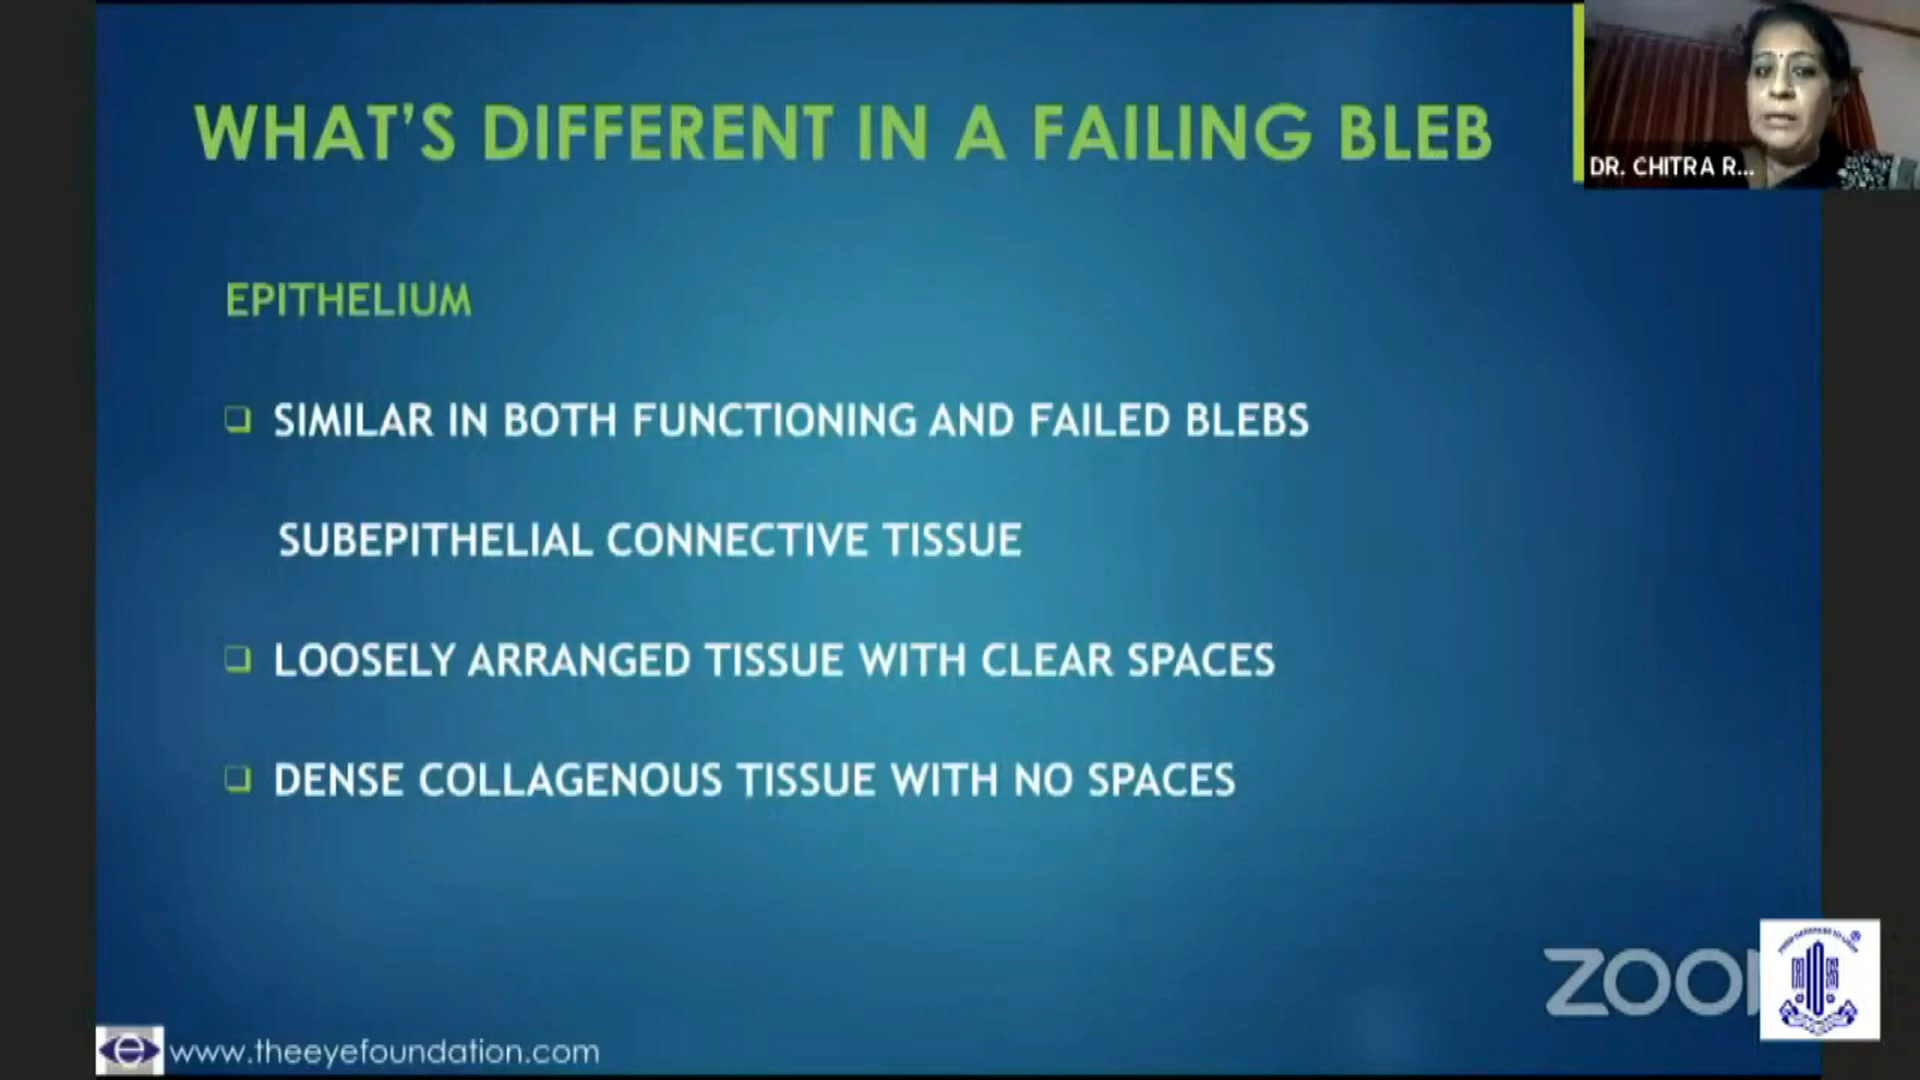 WHAT'S DIFFERENT IN A FAILING BLEB
DR. CHITRA R...
EPITHELIUM
SIMILAR IN BOTH FUNCTIONING AND FAILED BLEBS
SUBEPITHELIAL CONNECTIVE TISSUE
LOOSELY ARRANGED TISSUE WITH CLEAR SPACES
DENSE COLLAGENOUS TISSUE WITH NO SPACES
ZOO
www.theeyefoundation.com